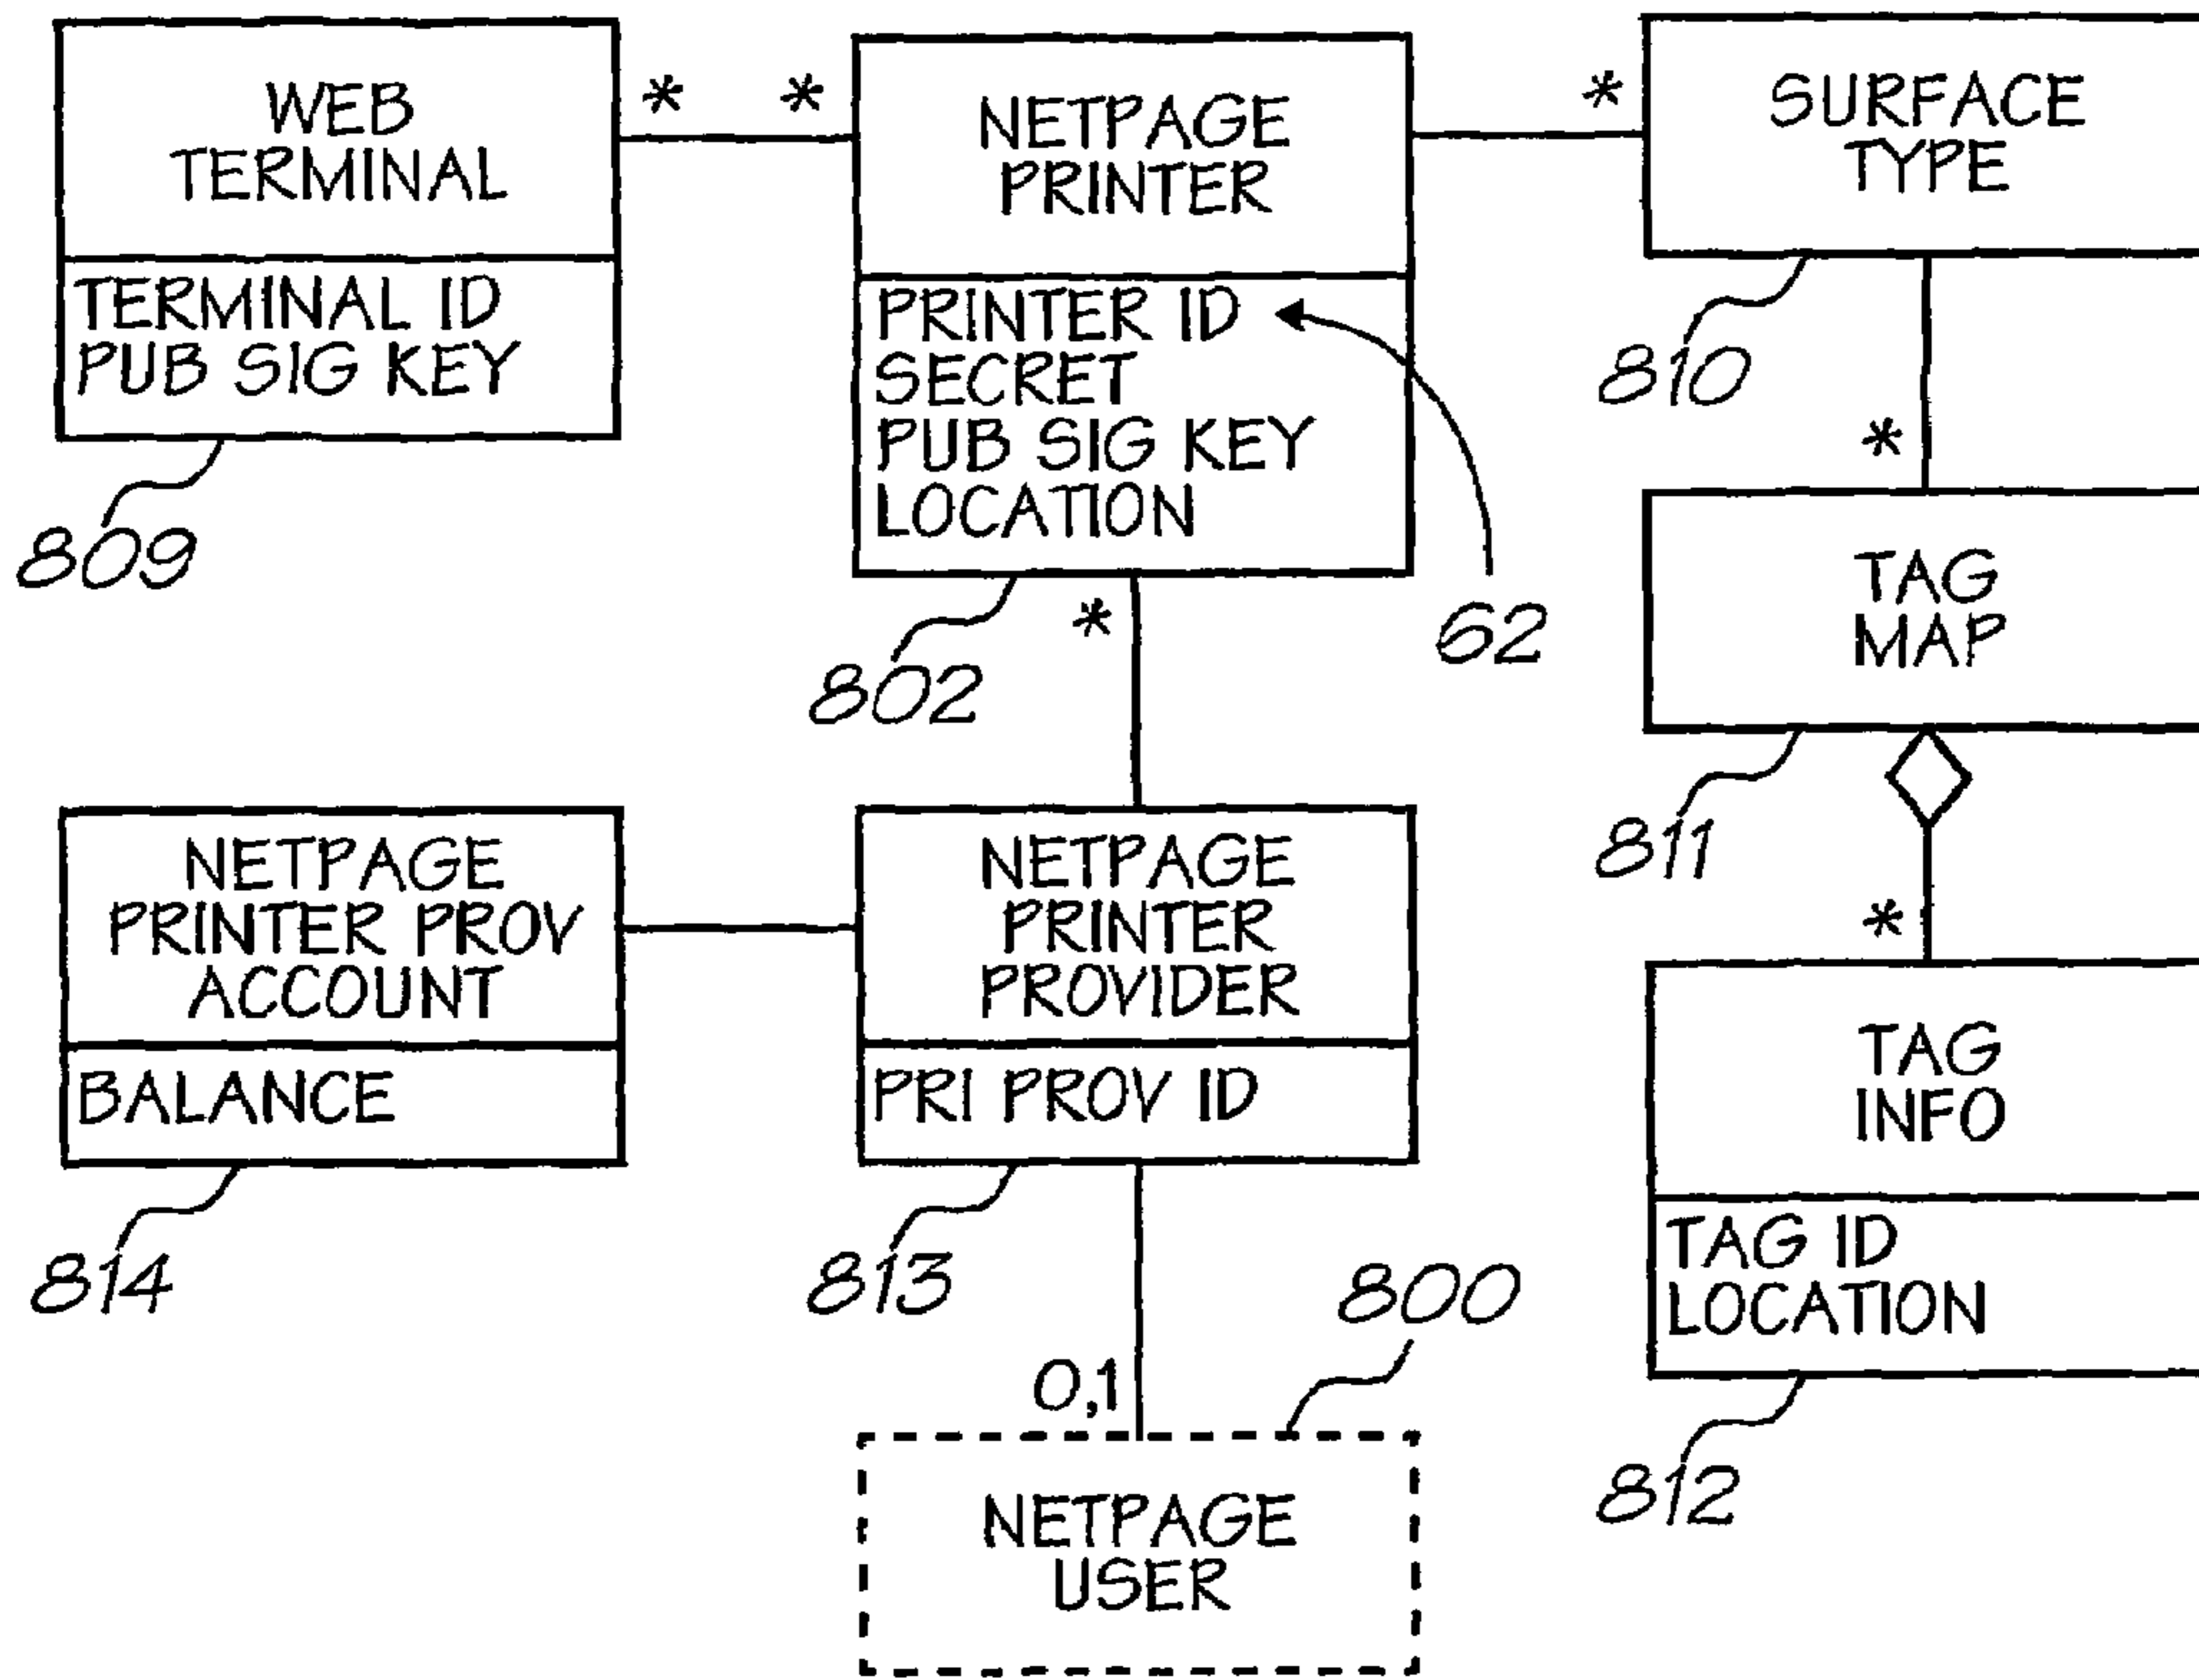 WEB
TERMINAL
TERMINAL ID
PUB SIG KEY
809
*
*
NETPAGE
PRINTER
PRINTER ID
SECRET
PUB SIG KEY
LOCATION
802
62
*
*
SURFACE
TYPE
810
*
TAG
MAP
811
*
TAG
INFO
TAG ID
LOCATION
812
NETPAGE
PRINTER PROV
ACCOUNT
BALANCE
814
NETPAGE
PRINTER
PROVIDER
PRI PROV ID
813
0,1
800
NETPAGE
USER